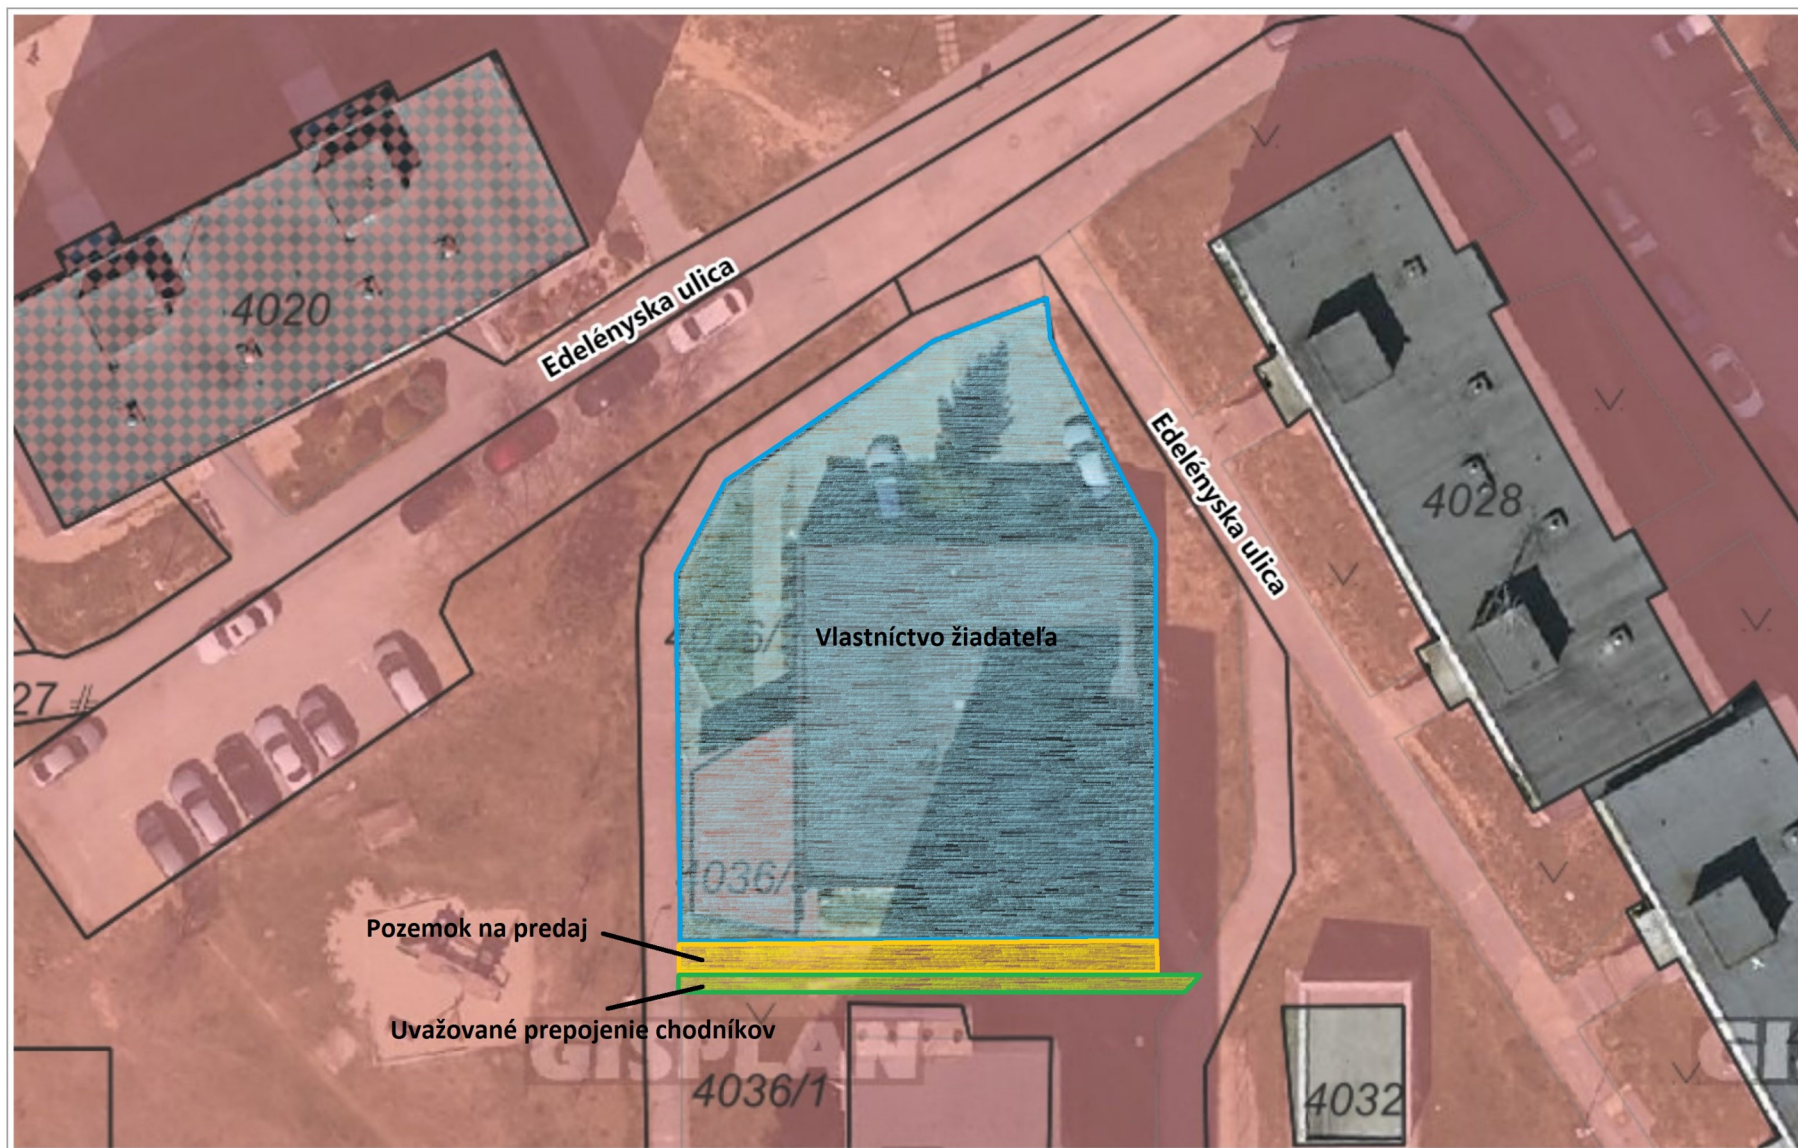 4020
Edelényska ulica
Edelényska ulica
4028
Vlastníctvo žiadateľa
27
4036/
Pozemok na predaj
Uvažované prepojenie chodníkov
GISPLAN
4036/1
4032